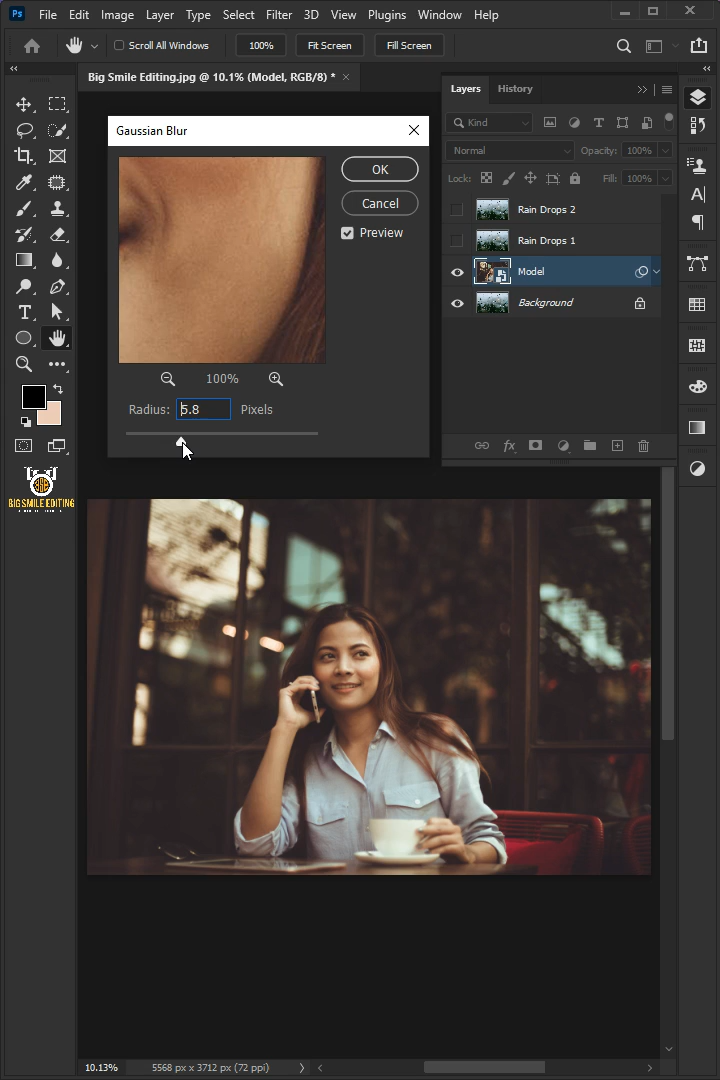 Ps File Edit Image Layer Type Select Filter 3D View Plugins Window Help
Scroll All Windows 100% Fit Screen Fill Screen
Big Smile Editing.jpg @ 10.1% (Model, RGB/8) * ×
Gaussian Blur
OK
Cancel
Preview
100%
Radius: 5.8 Pixels
Layers History
Kind
Normal Opacity: 100%
Lock: Fill: 100%
Rain Drops 2
Rain Drops 1
Model
Background
fx
BIG SMILE EDITING
10.13% 5568 px x 3712 px (72 ppi)